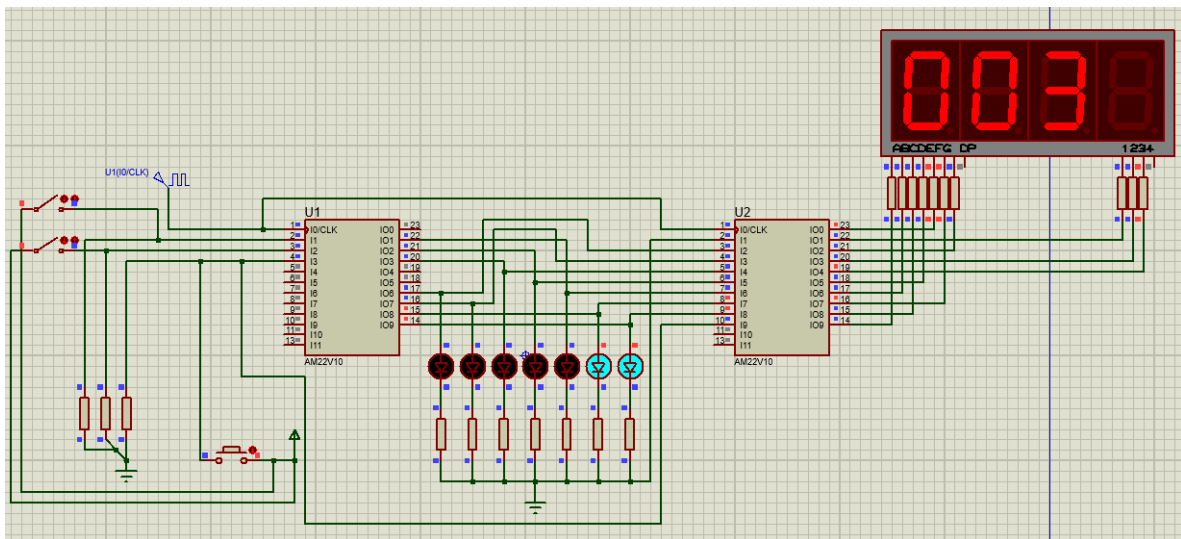 ABCDEFG DP
1234
U1(I0/CLK)
U1
1
I0/CLK
IO0
23
2
I1
IO1
22
3
I2
IO2
21
4
I3
IO3
20
5
I4
IO4
19
6
I5
IO5
18
7
I6
IO6
17
8
I7
IO7
16
9
I8
IO8
15
10
I9
IO9
14
11
I10
13
I11
AM22V10
U2
1
I0/CLK
IO0
23
2
I1
IO1
22
3
I2
IO2
21
4
I3
IO3
20
5
I4
IO4
19
6
I5
IO5
18
7
I6
IO6
17
8
I7
IO7
16
9
I8
IO8
15
10
I9
IO9
14
11
I10
13
I11
AM22V10
003